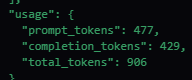 },
"usage": {
"prompt_tokens": 477,
"completion_tokens": 429,
"total_tokens": 906
}